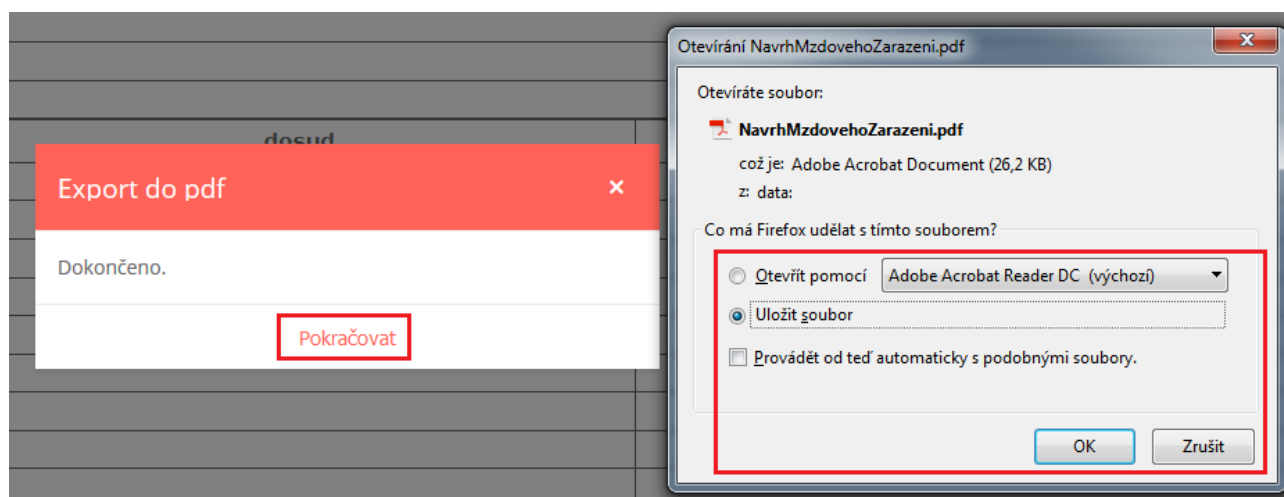 dosud
Export do pdf ×
Dokončeno.
Pokračovat
Otevírání NavrhMzdovehoZarazeni.pdf
Otevíráte soubor:
NavrhMzdovehoZarazeni.pdf
což je: Adobe Acrobat Document (26,2 KB)
z: data:
Co má Firefox udělat s tímto souborem?
Otevřít pomocí Adobe Acrobat Reader DC (výchozí)
Uložit soubor
Provádět od teď automaticky s podobnými soubory.
OK Zrušit